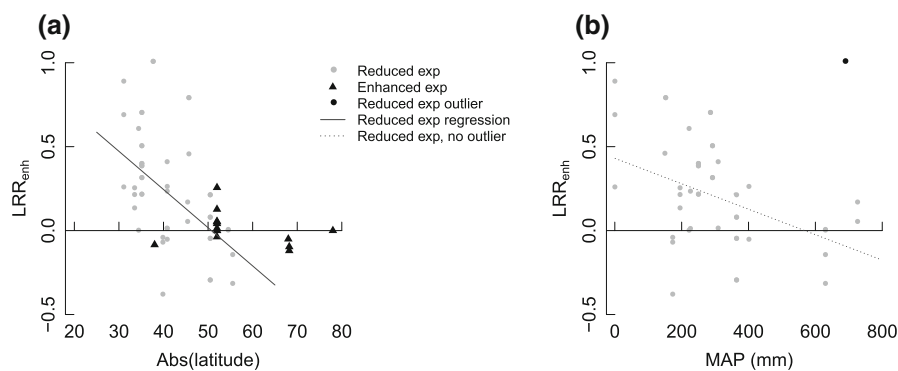 (a)
LRRenh
1.0
0.5
0.0
−0.5
20 30 40 50 60 70 80
Abs(latitude)
Reduced exp
Enhanced exp
Reduced exp outlier
Reduced exp regression
Reduced exp, no outlier
(b)
LRRenh
1.0
0.5
0.0
−0.5
0 200 400 600 800
MAP (mm)